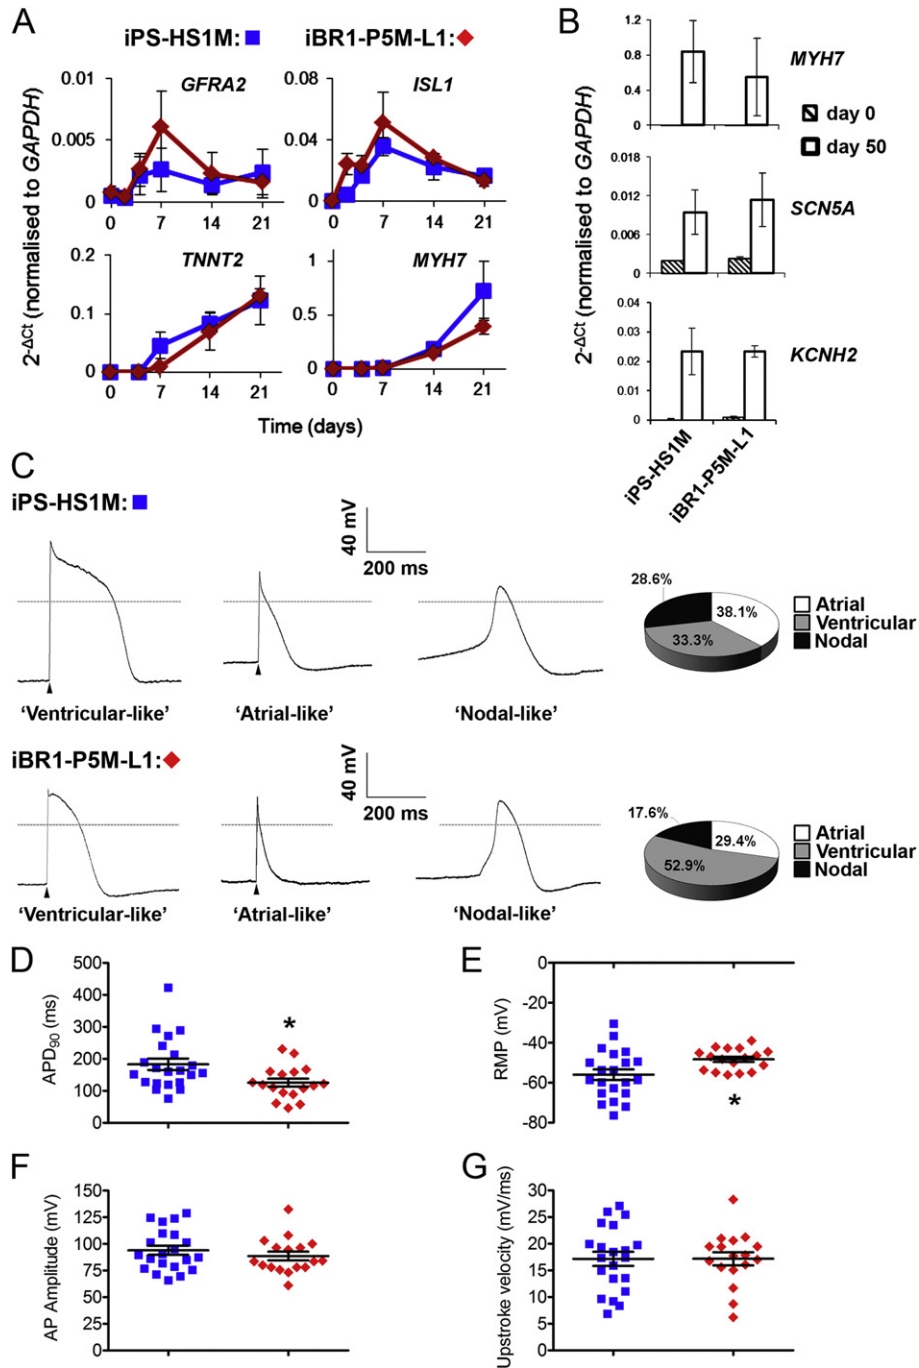 A
iPS-HS1M:
iBR1-P5M-L1:
2-ΔCt (normalised to GAPDH)
GFRA2
0.01
0.005
0
0 7 14 21
ISL1
0.08
0.04
0
0 7 14 21
TNNT2
0.2
0.1
0
0 7 14 21
MYH7
1
0.5
0
0 7 14 21
Time (days)
B
2-ΔCt (normalised to GAPDH)
1.2
0.8
0.4
0
MYH7
day 0
day 50
0.018
0.012
0.006
0
SCN5A
0.04
0.03
0.02
0.01
0
KCNH2
iPS-HS1M
iBR1-P5M-L1
C
iPS-HS1M:
40 mV
200 ms
'Ventricular-like'
'Atrial-like'
'Nodal-like'
28.6%
38.1%
33.3%
Atrial
Ventricular
Nodal
iBR1-P5M-L1:
40 mV
200 ms
'Ventricular-like'
'Atrial-like'
'Nodal-like'
17.6%
29.4%
52.9%
Atrial
Ventricular
Nodal
D
APD90 (ms)
500
400
300
200
100
0
*
E
RMP (mV)
0
-20
-40
-60
-80
*
F
AP Amplitude (mV)
150
125
100
75
50
25
0
G
Upstroke velocity (mV/ms)
30
25
20
15
10
5
0